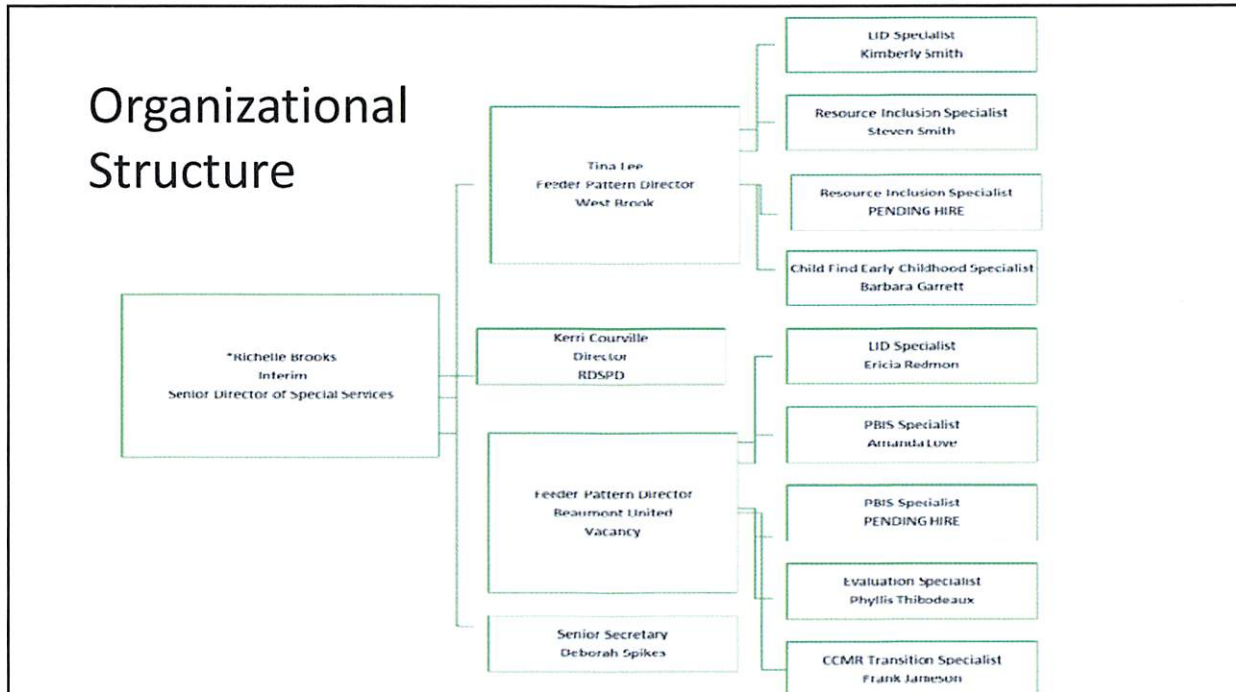 Organizational
Structure
*Richelle Brooks
Interim
Senior Director of Special Services
Tina Lee
Feeder Pattern Director
West Brook
LID Specialist
Kimberly Smith
Resource Inclusion Specialist
Steven Smith
Resource Inclusion Specialist
PENDING HIRE
Child Find Early Childhood Specialist
Barbara Garrett
Kerri Courville
Director
RDSPD
Feeder Pattern Director
Beaumont United
Vacancy
LID Specialist
Ericia Redmon
PBIS Specialist
Amanda Love
PBIS Specialist
PENDING HIRE
Evaluation Specialist
Phyllis Thibodeaux
CCMR Transition Specialist
Frank Jameson
Senior Secretary
Deborah Spikes